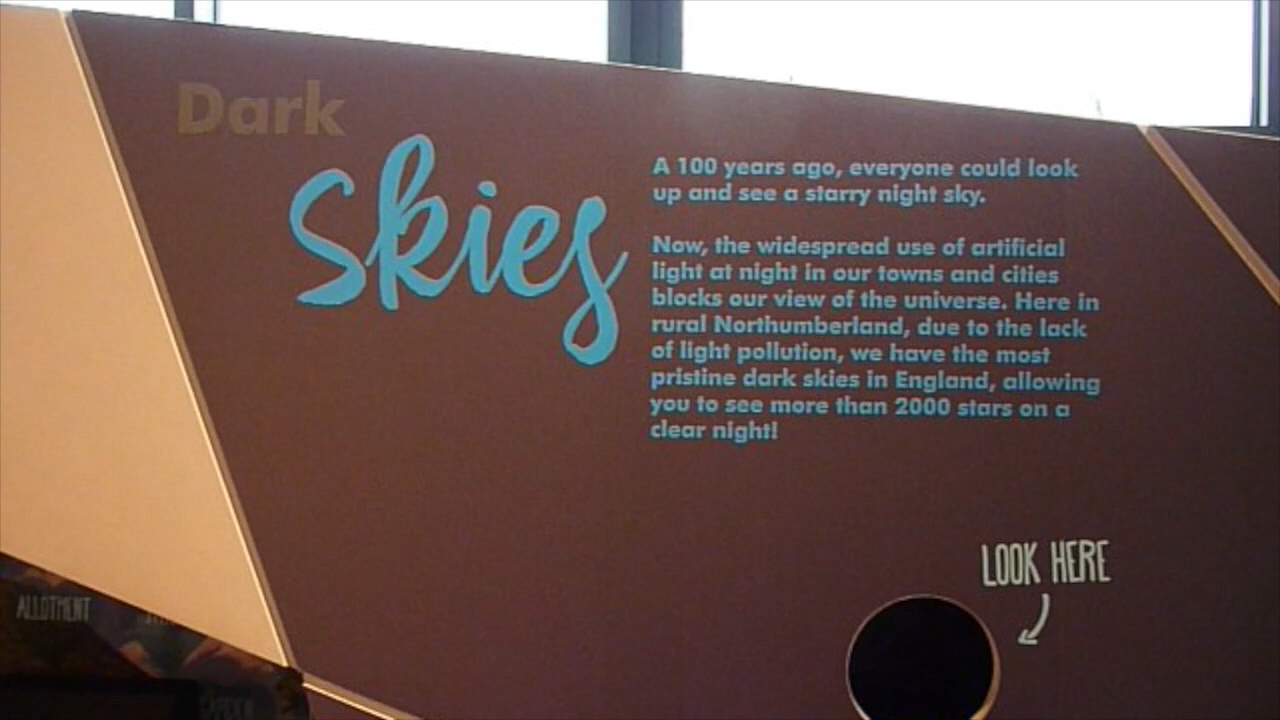 Dark
skies
A 100 years ago, everyone could look
up and see a starry night sky.
Now, the widespread use of artificial
light at night in our towns and cities
blocks our view of the universe. Here in
rural Northumberland, due to the lack
of light pollution, we have the most
pristine dark skies in England, allowing
you to see more than 2000 stars on a
clear night!
LOOK HERE
ALLOTMENT